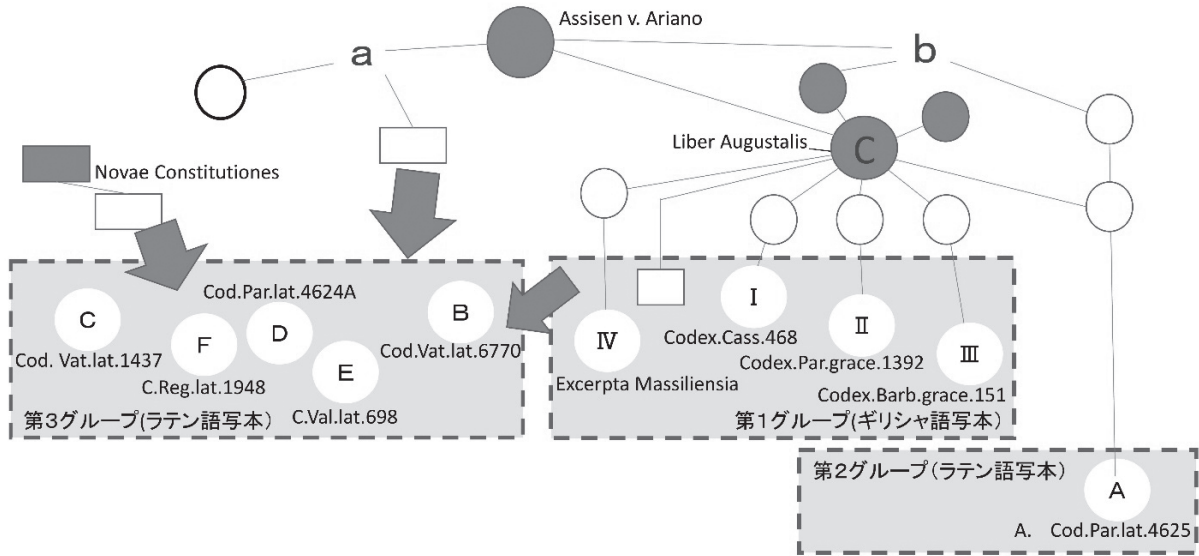 Assisen v. Ariano
a
b
Liber Augustalis
C
Novae Constitutiones
Cod.Par.lat.4624A
C
F
D
E
B
Cod. Vat.lat.1437
C.Reg.lat.1948
C.Val.lat.698
Cod.Vat.lat.6770
第3グループ(ラテン語写本)
Ⅳ
Ⅰ
Ⅱ
Ⅲ
Codex.Cass.468
Excerpta Massiliensia
Codex.Par.grace.1392
Codex.Barb.grace.151
第1グループ(ギリシャ語写本)
第2グループ(ラテン語写本)
A
A. Cod.Par.lat.4625